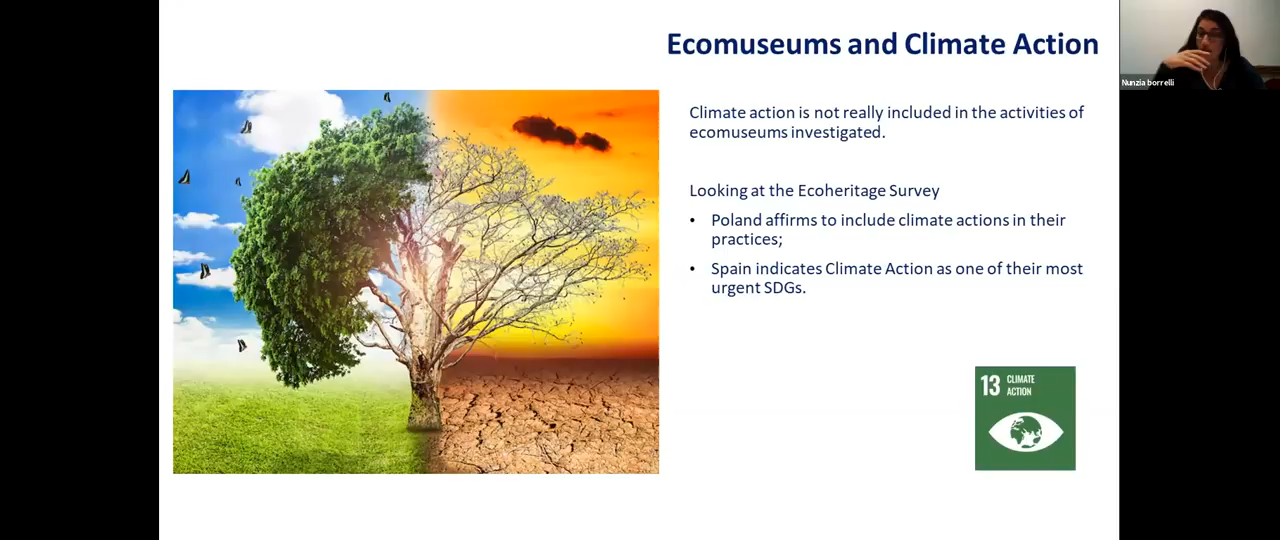 Ecomuseums and Climate Action
Nunzia borrelli
Climate action is not really included in the activities of
ecomuseums investigated.
Looking at the Ecoheritage Survey
• Poland affirms to include climate actions in their
practices;
• Spain indicates Climate Action as one of their most
urgent SDGs.
13 CLIMATE
ACTION